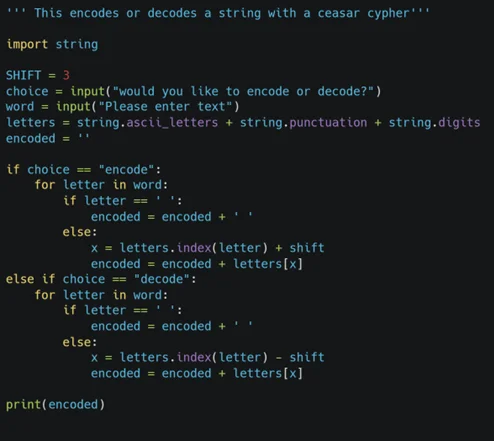 ''' This encodes or decodes a string with a ceasar cypher'''

import string

SHIFT = 3
choice = input("would you like to encode or decode?")
word = input("Please enter text")
letters = string.ascii_letters + string.punctuation + string.digits
encoded = ''

if choice == "encode":
    for letter in word:
        if letter == ' ':
            encoded = encoded + ' '
        else:
            x = letters.index(letter) + shift
            encoded = encoded + letters[x]
else if choice == "decode":
    for letter in word:
        if letter == ' ':
            encoded = encoded + ' '
        else:
            x = letters.index(letter) - shift
            encoded = encoded + letters[x]

print(encoded)